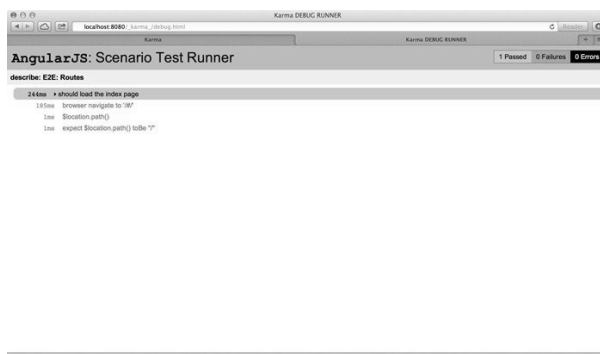 Karma DEBUG RUNNER
localhost:8080/_karma_/debug.html
Reader
Karma
Karma DEBUG RUNNER
AngularJS: Scenario Test Runner
1 Passed
0 Failures
0 Errors
describe: E2E: Routes
244ms should load the index page
185ms browser navigate to '/#/'
1ms $location.path()
1ms expect $location.path() toBe "/"